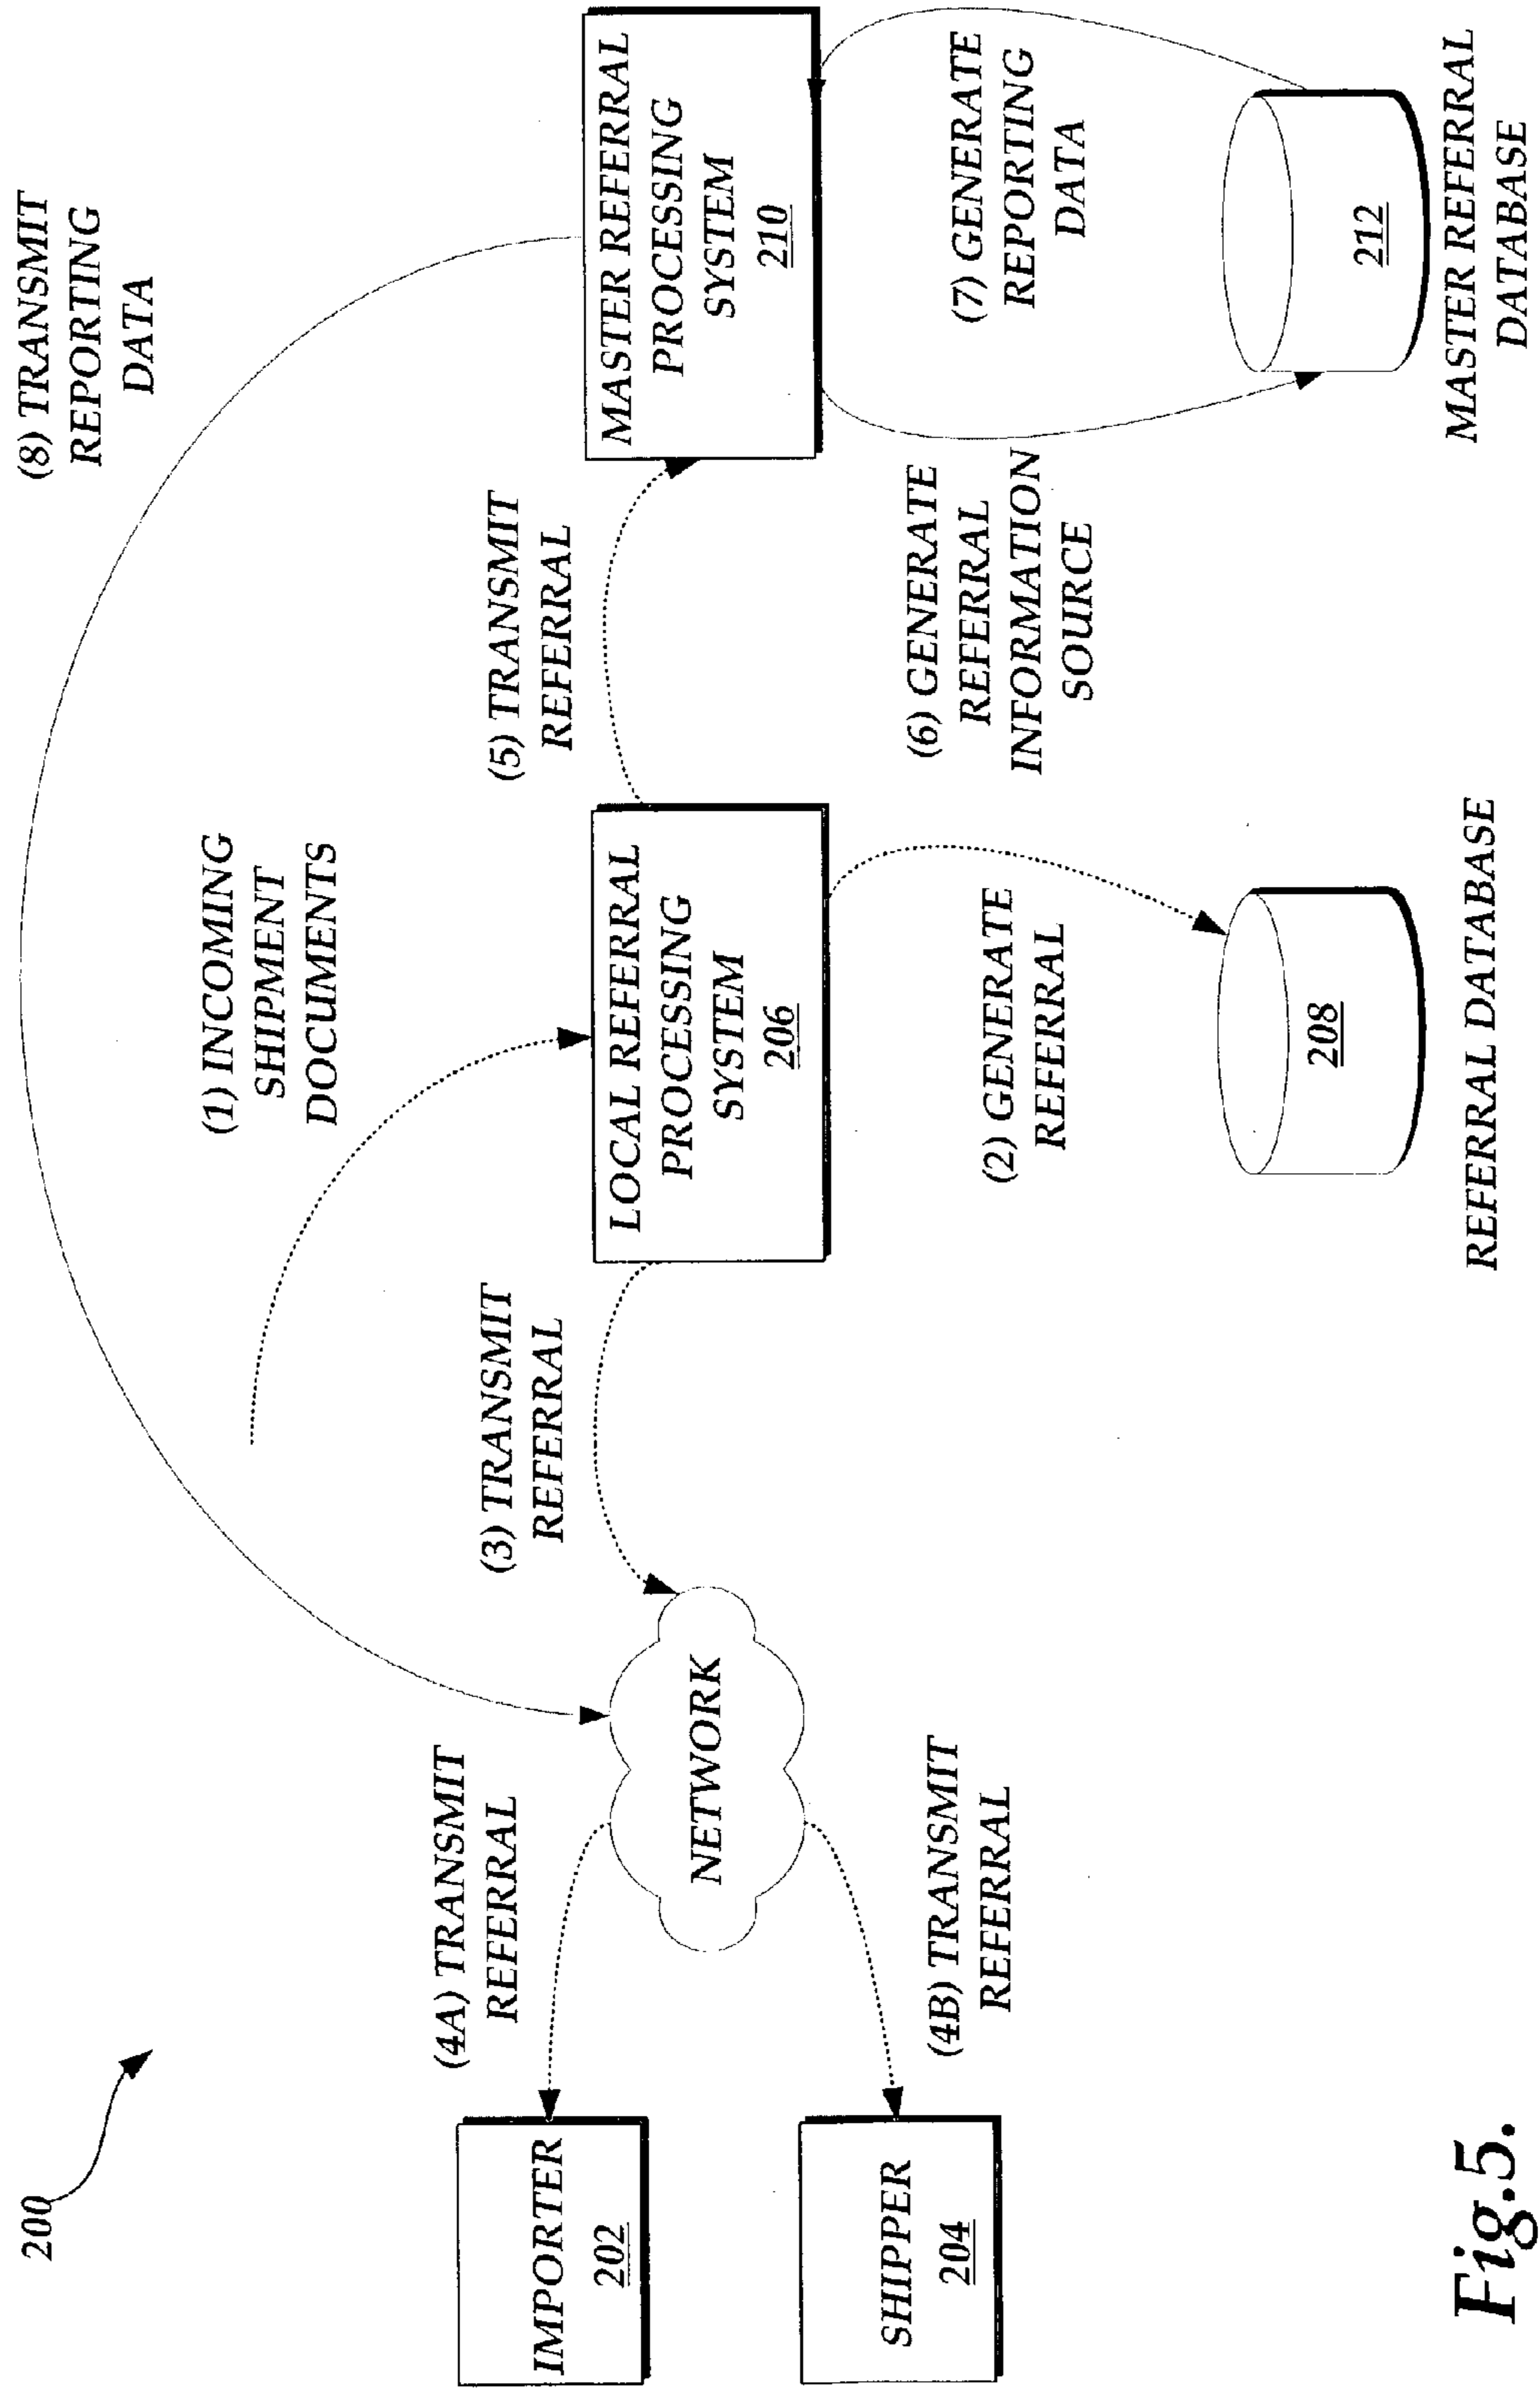 200
(8) TRANSMIT
REPORTING
DATA
(1) INCOMING
SHIPMENT
DOCUMENTS
(4A) TRANSMIT
REFERRAL
(3) TRANSMIT
REFERRAL
(5) TRANSMIT
REFERRAL
IMPORTER
202
NETWORK
LOCAL REFERRAL
PROCESSING
SYSTEM
206
MASTER REFERRAL
PROCESSING
SYSTEM
210
SHIPPER
204
(4B) TRANSMIT
REFERRAL
(2) GENERATE
REFERRAL
(6) GENERATE
REFERRAL
INFORMATION
SOURCE
(7) GENERATE
REPORTING
DATA
208
REFERRAL DATABASE
212
MASTER REFERRAL
DATABASE
Fig.5.